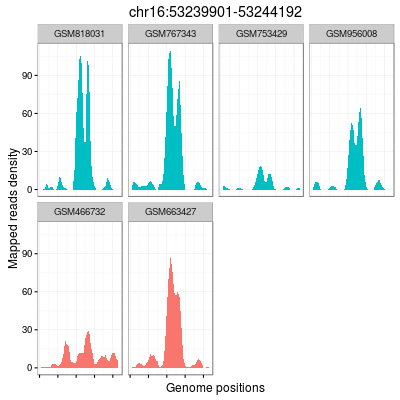 chr16:53239901-53244192
GSM818031 GSM767343 GSM753429 GSM956008
90
60
30
0
Mapped reads density
GSM466732 GSM663427
90
60
30
0
Genome positions